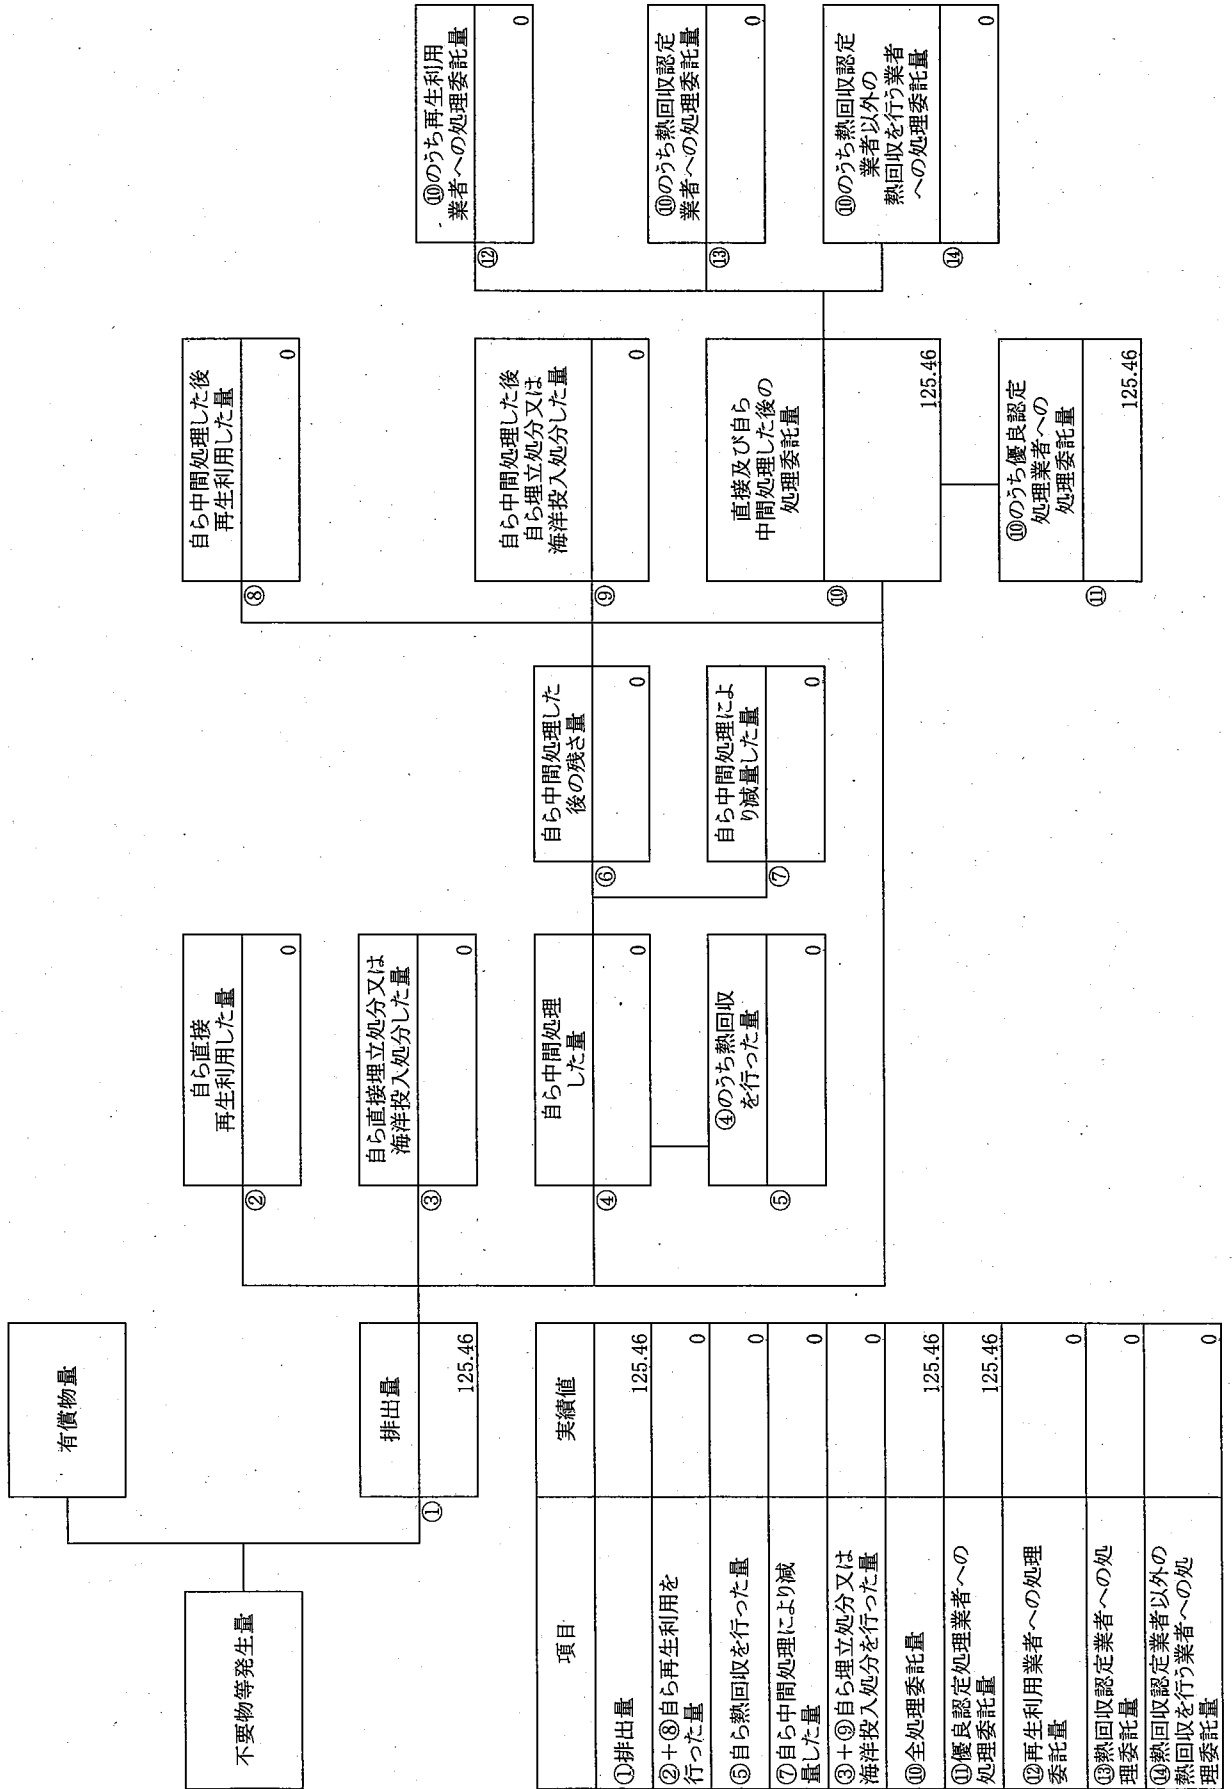 不要物等発生量
有償物量
①
排出量
125.46
②
自ら直接
再生利用した量
0
③
自ら直接埋立処分又は
海洋投入処分した量
0
④
自ら中間処理
した量
0
⑤
④のうち熱回収
を行った量
0
⑥
自ら中間処理した
後の残さ量
0
⑦
自ら中間処理によ
り減量した量
0
⑧
自ら中間処理した後
再生利用した量
0
⑨
自ら中間処理した後
自ら埋立処分又は
海洋投入処分した量
0
⑩
直接及び自ら
中間処理した後の
処理委託量
125.46
⑪
⑩のうち優良認定
処理業者への
処理委託量
125.46
⑫
⑩のうち再生利用
業者への処理委託量
0
⑬
⑩のうち熱回収認定
業者への処理委託量
0
⑭
⑩のうち熱回収認定
業者以外の
熱回収を行う業者
への処理委託量
0
項目 実績値
①排出量 125.46
②+⑧自ら再生利用を
行った量 0
⑤自ら熱回収を行った量 0
⑦自ら中間処理により減
量した量 0
③+⑨自ら埋立処分又は
海洋投入処分を行った量 0
⑩全処理委託量 125.46
⑪優良認定処理業者への
処理委託量 125.46
⑫再生利用業者への処理
委託量 0
⑬熱回収認定業者への処
理委託量 0
⑭熱回収認定業者以外の
熱回収を行う業者への処
理委託量 0